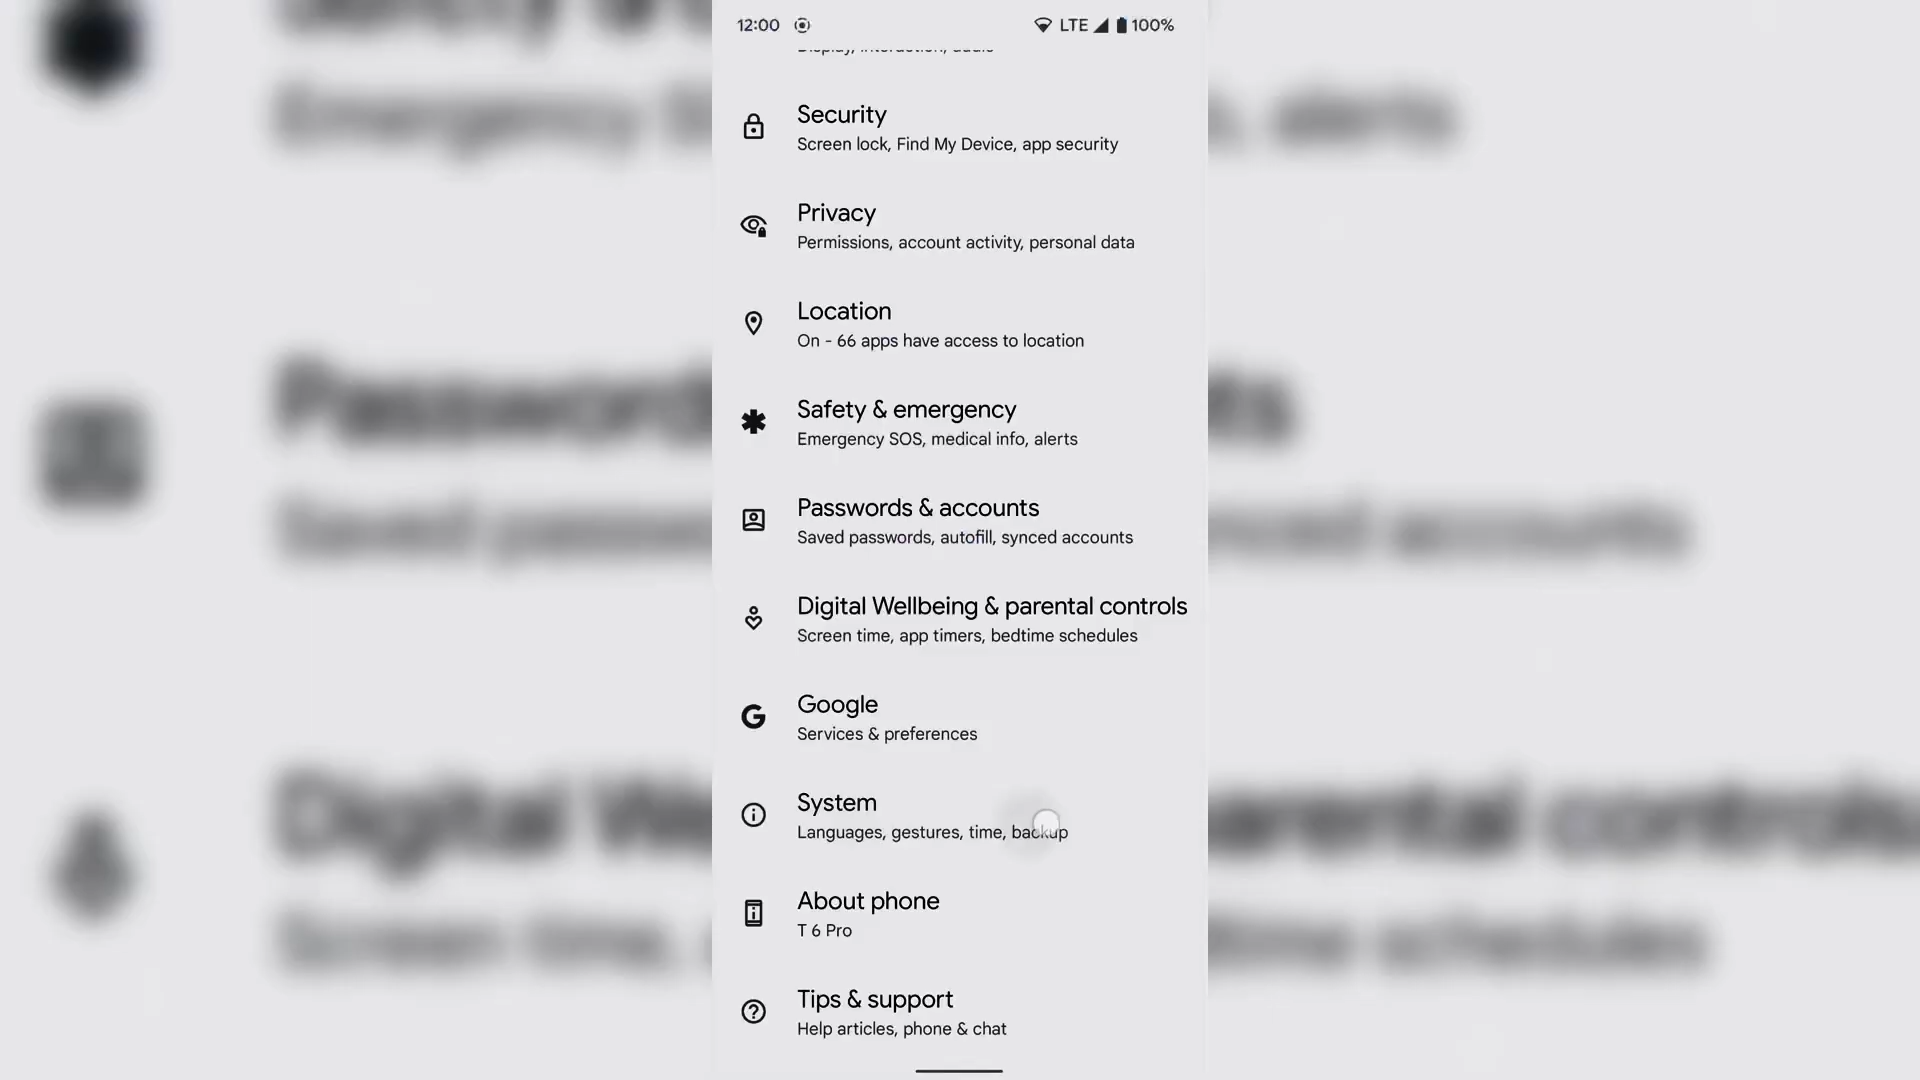 12:00 LTE 100%
Display, interaction, audio
Security
Screen lock, Find My Device, app security
Privacy
Permissions, account activity, personal data
Location
On - 66 apps have access to location
Safety & emergency
Emergency SOS, medical info, alerts
Passwords & accounts
Saved passwords, autofill, synced accounts
Digital Wellbeing & parental controls
Screen time, app timers, bedtime schedules
Google
Services & preferences
System
Languages, gestures, time, backup
About phone
T 6 Pro
Tips & support
Help articles, phone & chat